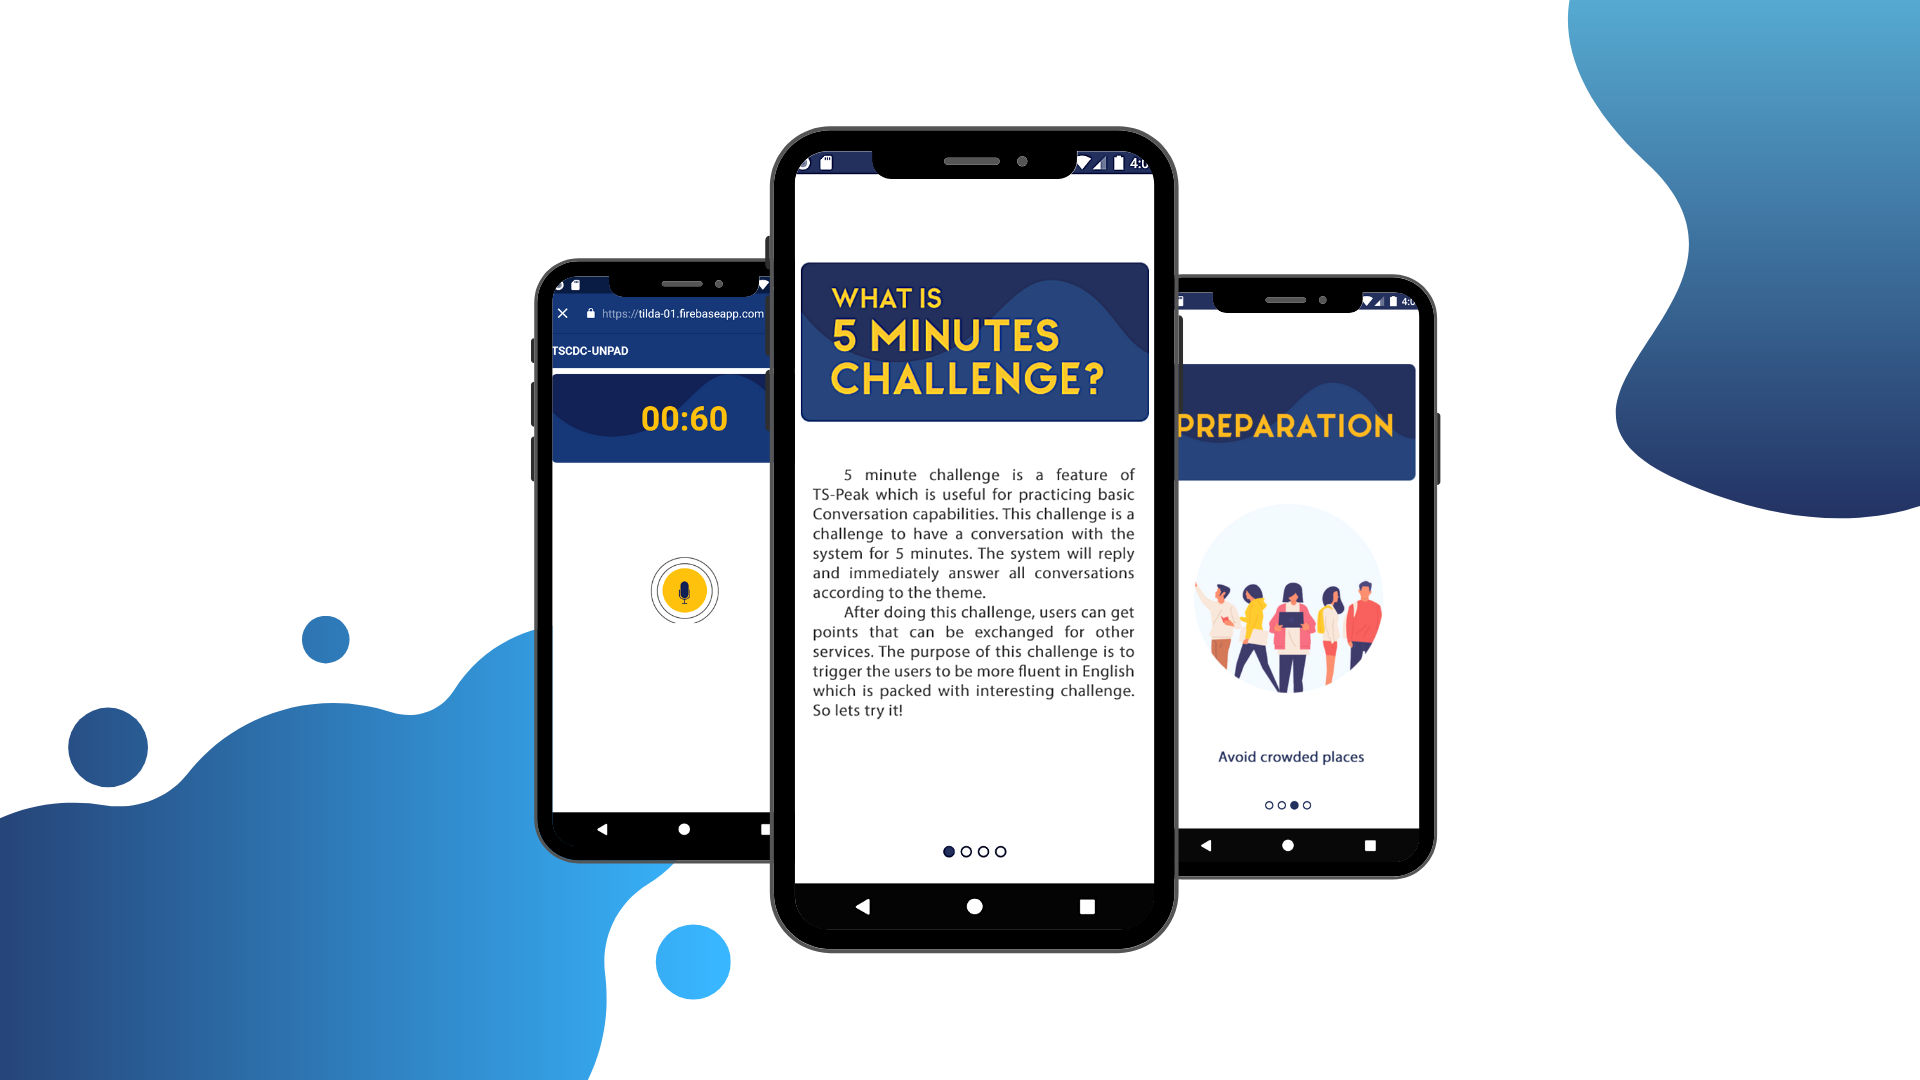 https://tilda-01.firebaseapp.com
TSCDC-UNPAD
00:60
WHAT IS
5 MINUTES
CHALLENGE?
5 minute challenge is a feature of
TS-Peak which is useful for practicing basic
Conversation capabilities. This challenge is a
challenge to have a conversation with the
system for 5 minutes. The system will reply
and immediately answer all conversations
according to the theme.
After doing this challenge, users can get
points that can be exchanged for other
services. The purpose of this challenge is to
trigger the users to be more fluent in English
which is packed with interesting challenge.
So lets try it!
PREPARATION
Avoid crowded places